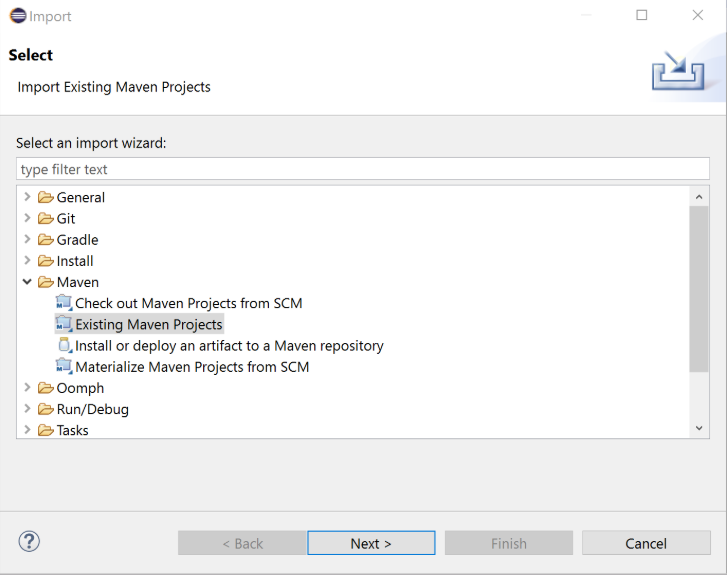 Import
Select
Import Existing Maven Projects
Select an import wizard:
type filter text
General
Git
Gradle
Install
Maven
Check out Maven Projects from SCM
Existing Maven Projects
Install or deploy an artifact to a Maven repository
Materialize Maven Projects from SCM
Oomph
Run/Debug
Tasks
? < Back Next > Finish Cancel